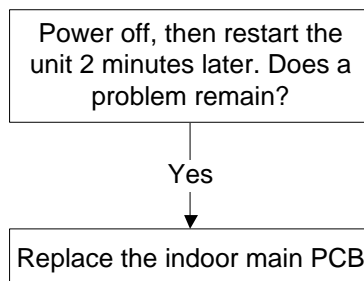 Power off, then restart the
unit 2 minutes later. Does a
problem remain?
Yes
Replace the indoor main PCB